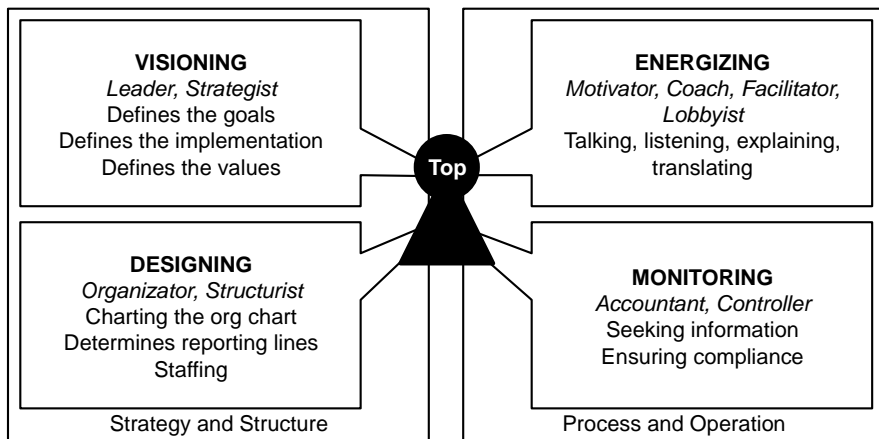 VISIONING
Leader, Strategist
Defines the goals
Defines the implementation
Defines the values
ENERGIZING
Motivator, Coach, Facilitator,
Lobbyist
Talking, listening, explaining,
translating
Top
DESIGNING
Organizator, Structurist
Charting the org chart
Determines reporting lines
Staffing
MONITORING
Accountant, Controller
Seeking information
Ensuring compliance
Strategy and Structure
Process and Operation